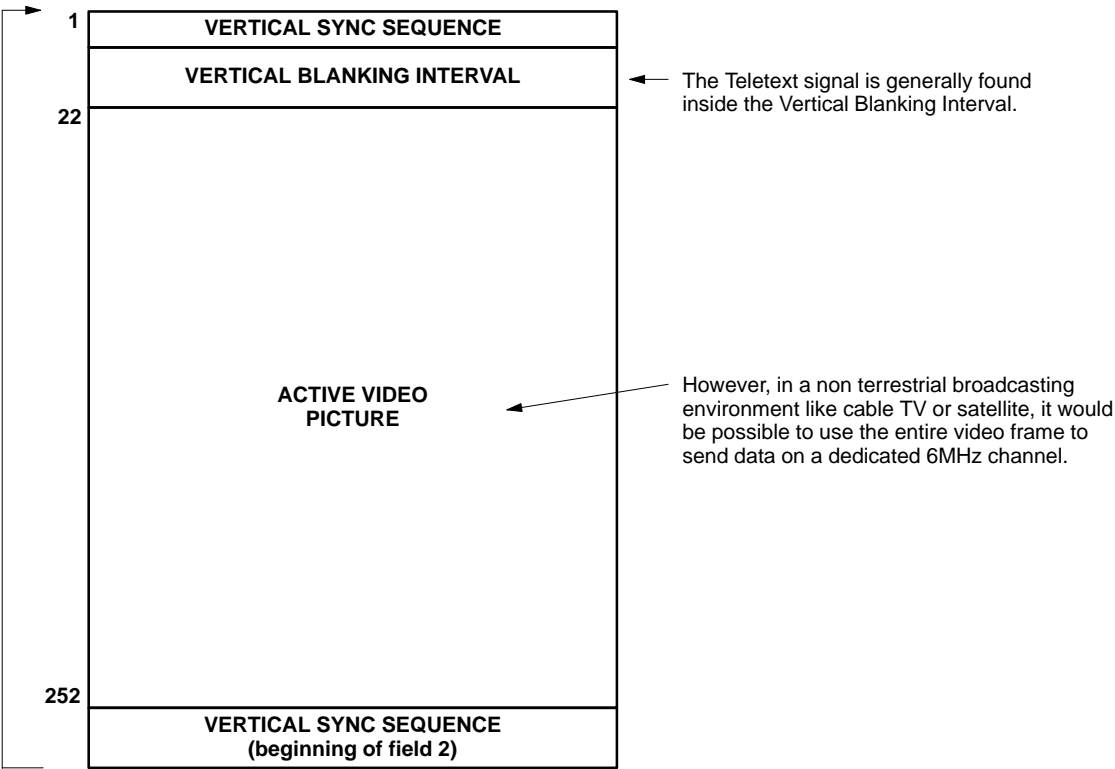 1
VERTICAL SYNC SEQUENCE
VERTICAL BLANKING INTERVAL
The Teletext signal is generally found
inside the Vertical Blanking Interval.
22
ACTIVE VIDEO
PICTURE
However, in a non terrestrial broadcasting
environment like cable TV or satellite, it would
be possible to use the entire video frame to
send data on a dedicated 6MHz channel.
252
VERTICAL SYNC SEQUENCE
(beginning of field 2)